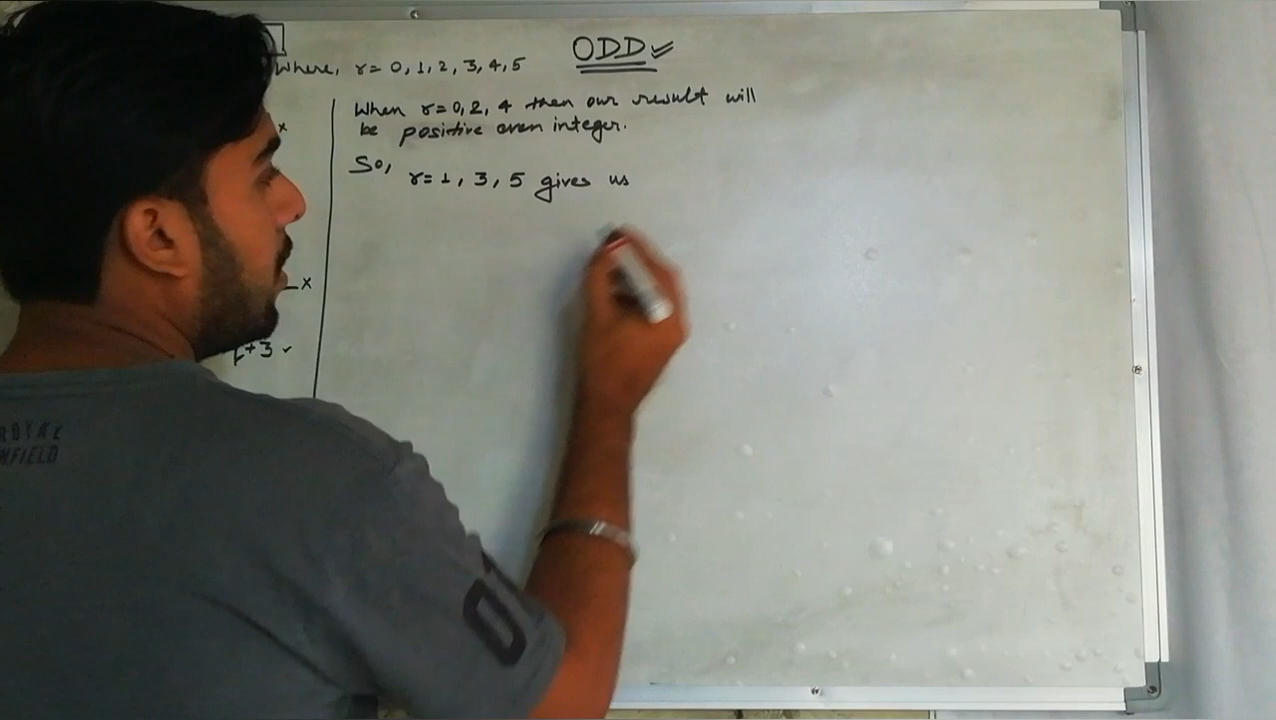 ODD
Where, r = 0, 1, 2, 3, 4, 5
When r = 0, 2, 4 then our result will
be positive even integer.
So,
r = 1, 3, 5 gives us
x
x
+3 ✓
NFIELD